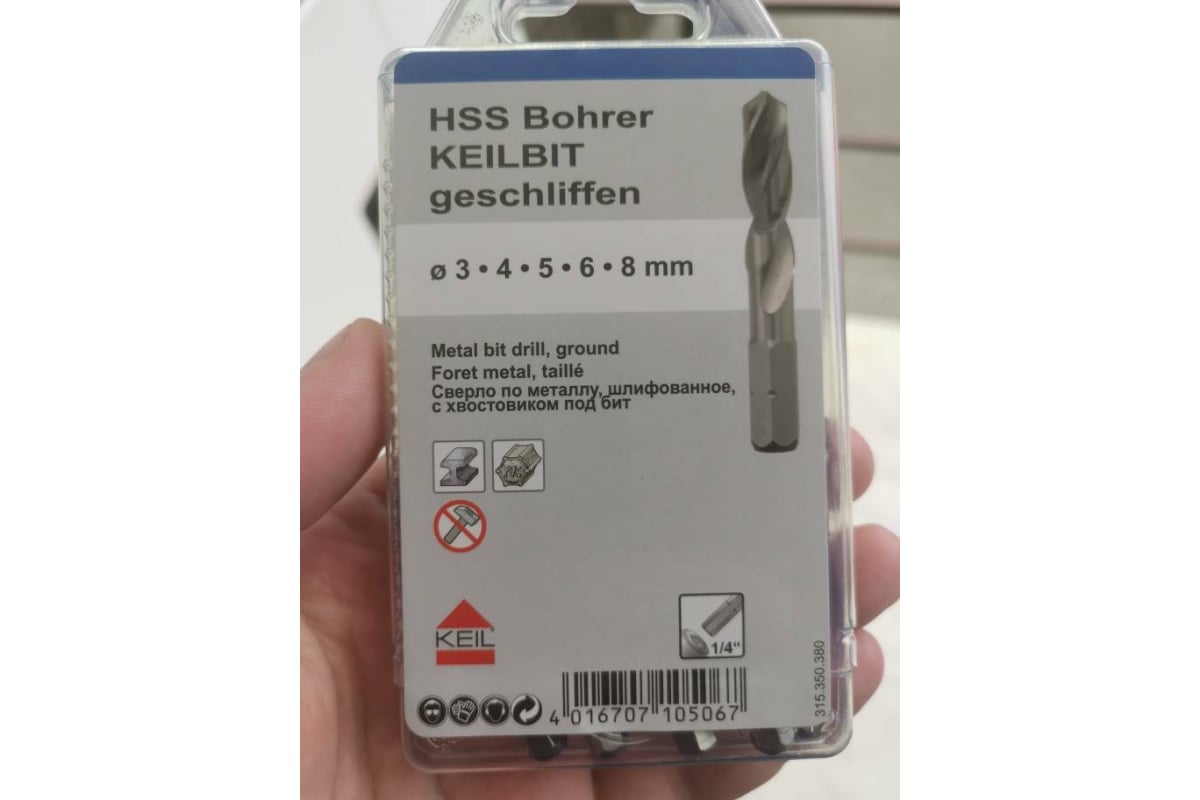 HSS Bohrer
KEILBIT
geschliffen
ø 3 • 4 • 5 • 6 • 8 mm
Metal bit drill, ground
Foret metal, taillé
Сверло по металлу, шлифованное,
с хвостовиком под бит
PVC
KEIL
1/4“
315.350.380
4 016707 105067